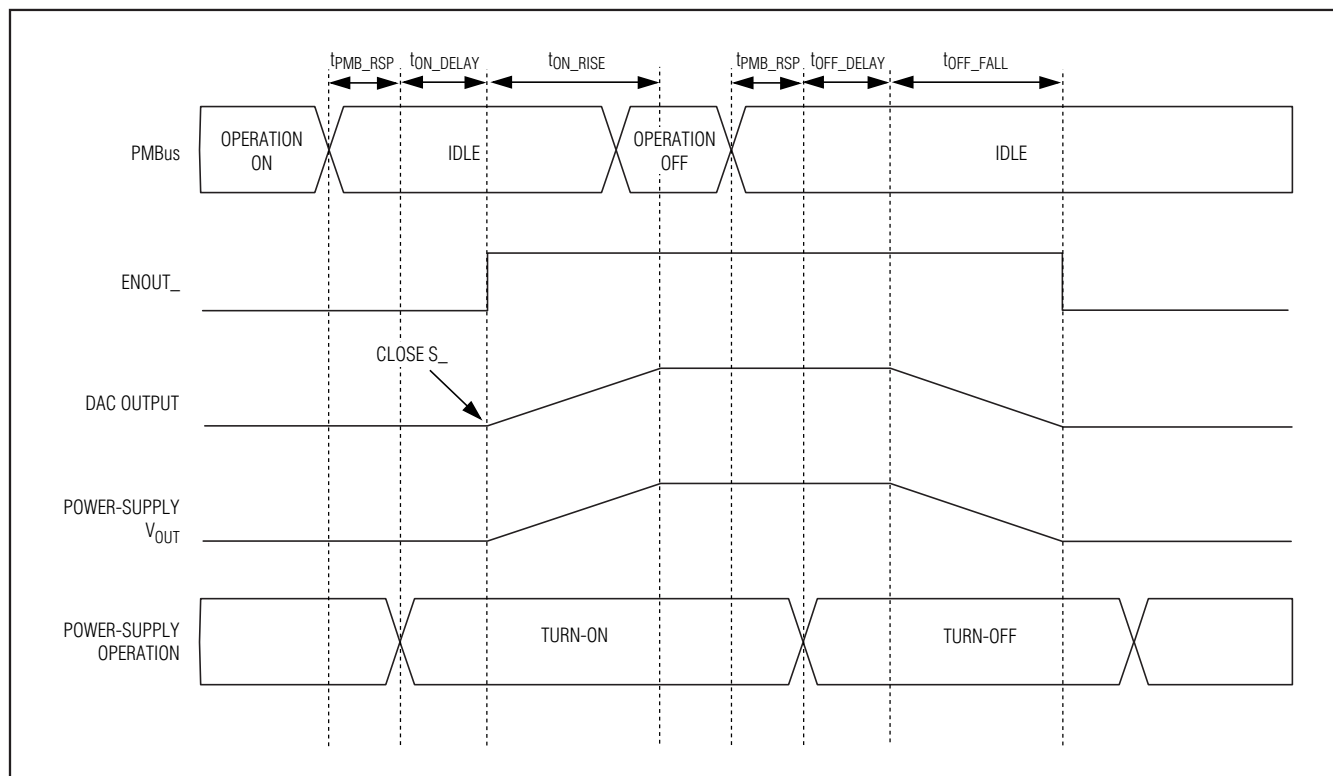 tPMB_RSP tON_DELAY tON_RISE tPMB_RSP tOFF_DELAY tOFF_FALL
PMBus
OPERATION
ON
IDLE
OPERATION
OFF
IDLE
ENOUT_
CLOSE S_
DAC OUTPUT
POWER-SUPPLY
VOUT
POWER-SUPPLY
OPERATION
TURN-ON
TURN-OFF